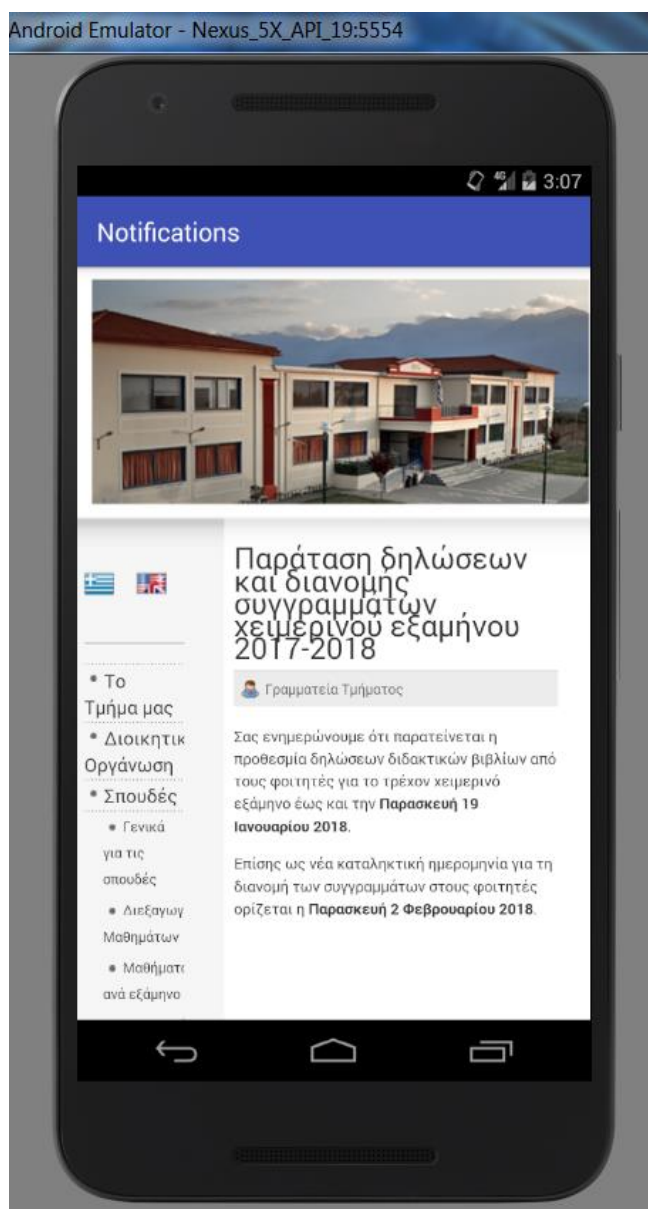 Android Emulator - Nexus_5X_API_19:5554
4G 3:07
Notifications
Παράταση δηλώσεων
και διανομής
συγγραμμάτων
χειμερινού εξαμήνου
2017-2018
Γραμματεία Τμήματος
Σας ενημερώνουμε ότι παρατείνεται η
προθεσμία δηλώσεων διδακτικών βιβλίων από
τους φοιτητές για το τρέχον χειμερινό
εξάμηνο έως και την Παρασκευή 19
Ιανουαρίου 2018.
Επίσης ως νέα καταληκτική ημερομηνία για τη
διανομή των συγγραμμάτων στους φοιτητές
ορίζεται η Παρασκευή 2 Φεβρουαρίου 2018.
• Το
Τμήμα μας
• Διοικητικ
Οργάνωση
• Σπουδές
• Γενικά
για τις
σπουδές
• Διεξαγωγ
Μαθημάτων
• Μαθήματα
ανά εξάμηνο